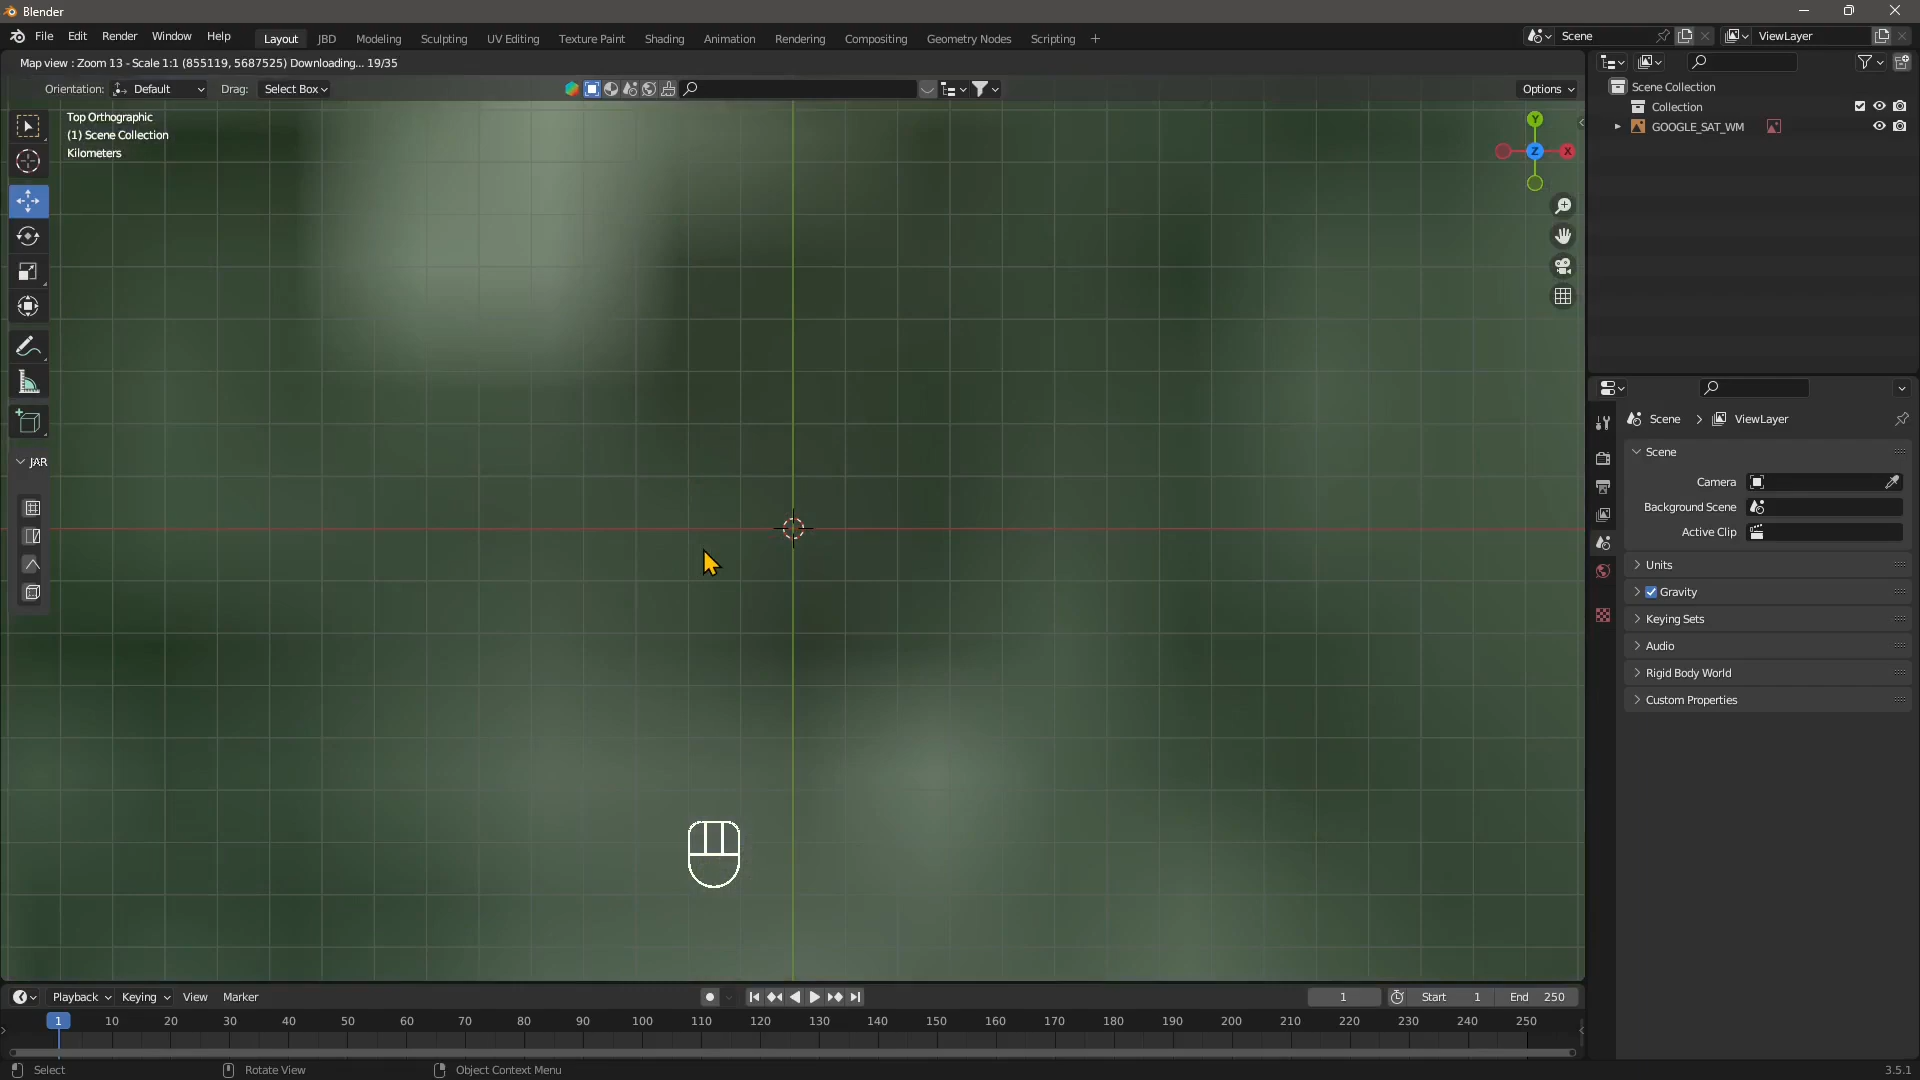 Blender
File Edit Render Window Help
Layout JBD Modeling Sculpting UV Editing Texture Paint Shading Animation Rendering Compositing Geometry Nodes Scripting +
Scene
ViewLayer
Map view : Zoom 13 - Scale 1:1 (855119, 5687525) Downloading... 19/35
Orientation: Default Drag: Select Box
Options
Top Orthographic
(1) Scene Collection
Kilometers
Y
Z
X
JAR
Scene Collection
Collection
GOOGLE_SAT_WM
Scene ViewLayer
Scene
Camera
Background Scene
Active Clip
Units
Gravity
Keying Sets
Audio
Rigid Body World
Custom Properties
Playback Keying View Marker
1 Start 1 End 250
1 10 20 30 40 50 60 70 80 90 100 110 120 130 140 150 160 170 180 190 200 210 220 230 240 250
Select Rotate View Object Context Menu 3.5.1